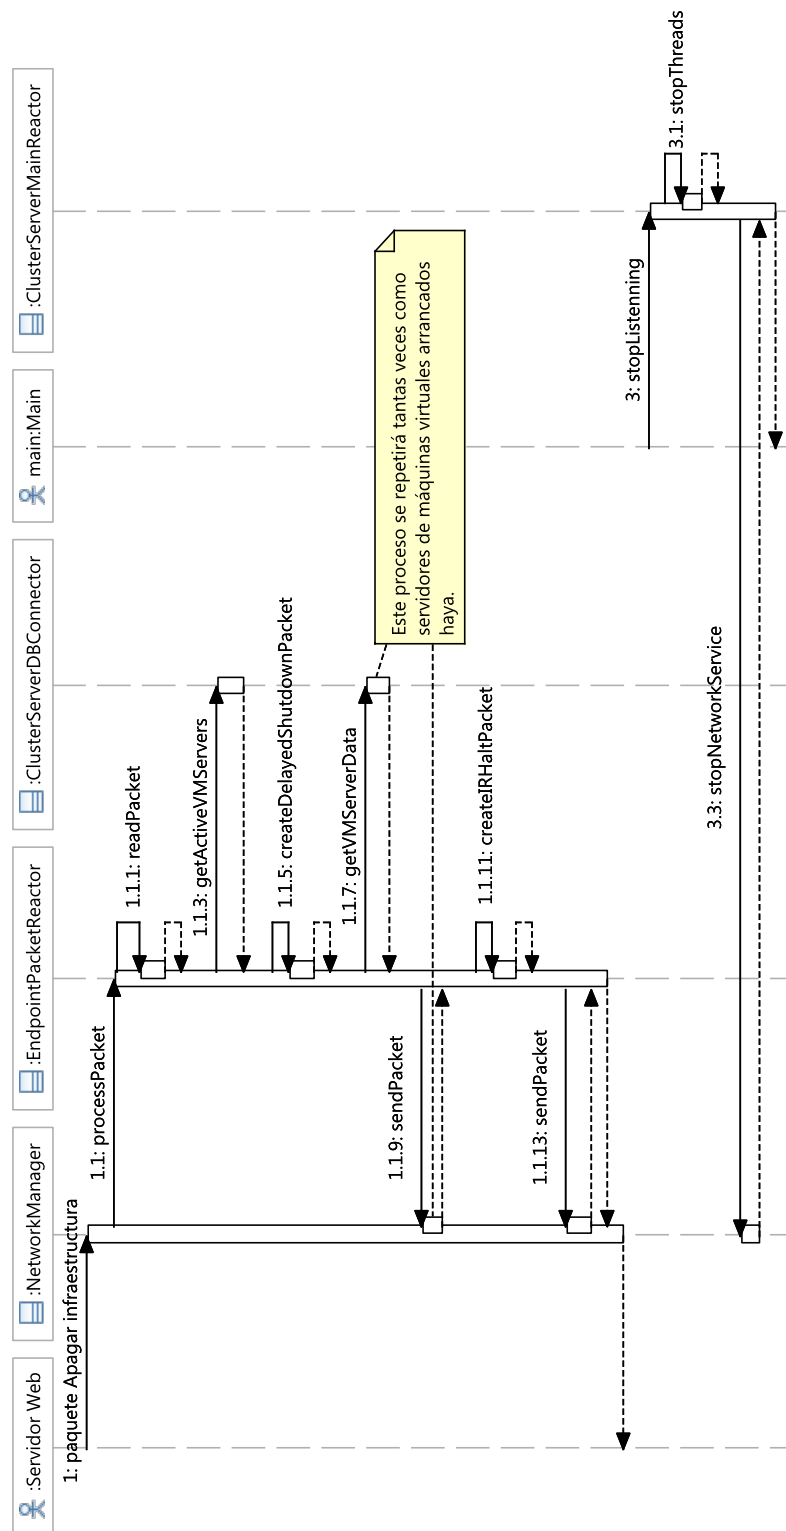 :Servidor Web
:NetworkManager
:EndpointPacketReactor
:ClusterServerDBConnector
main:Main
:ClusterServerMainReactor
1: paquete Apagar infraestructura
1.1: processPacket
1.1.1: readPacket
1.1.3: getActiveVMServers
1.1.5: createDelayedShutdownPacket
1.1.7: getVMServerData
Este proceso se repetirá tantas veces como
servidores de máquinas virtuales arrancados
haya.
1.1.9: sendPacket
1.1.11: createIRHaltPacket
1.1.13: sendPacket
3: stopListenning
3.1: stopThreads
3.3: stopNetworkService